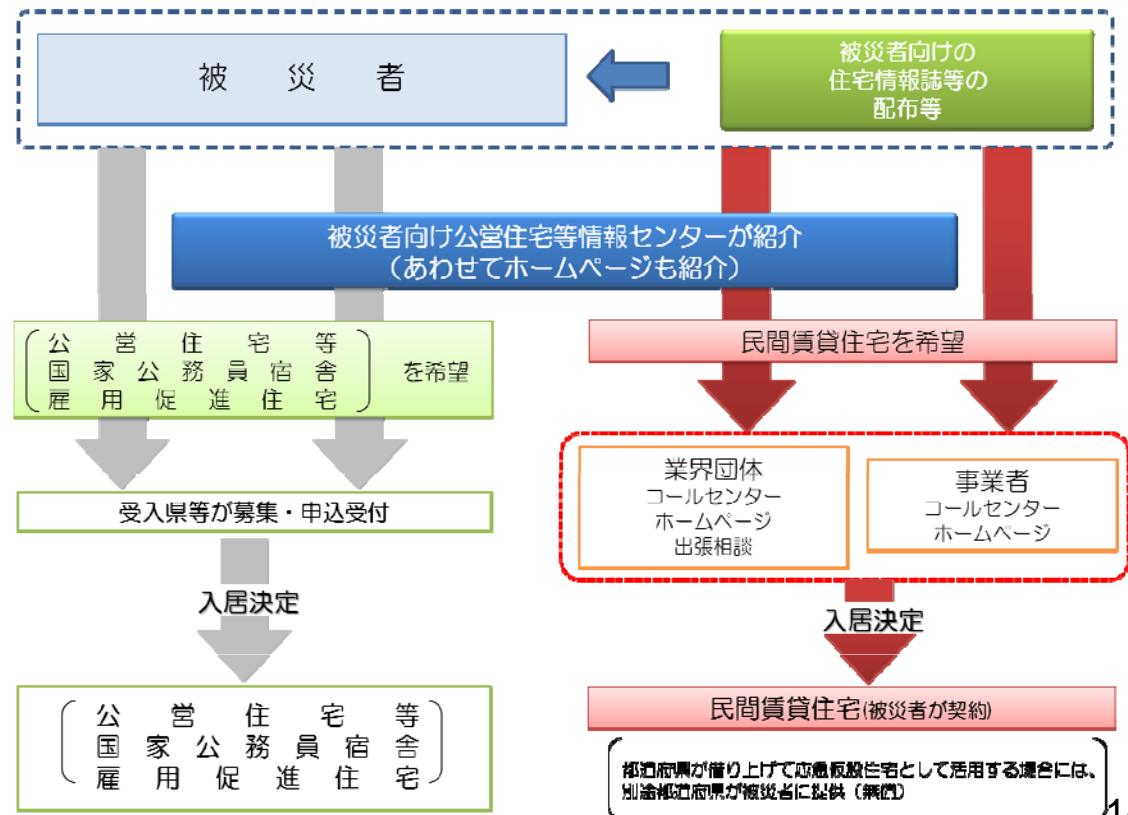 被災者
被災者向けの
住宅情報誌等の
配布等
被災者向け公営住宅等情報センターが紹介
(あわせてホームページも紹介)
公営住宅等
国家公務員宿舎
雇用促進住宅
を希望
民間賃貸住宅を希望
受入県等が募集・申込受付
業界団体
コールセンター
ホームページ
出張相談
事業者
コールセンター
ホームページ
入居決定
入居決定
公営住宅等
国家公務員宿舎
雇用促進住宅
民間賃貸住宅(被災者が契約)
都道府県が借り上げて応急仮設住宅として活用する場合には、
別途都道府県が被災者に提供(無償)